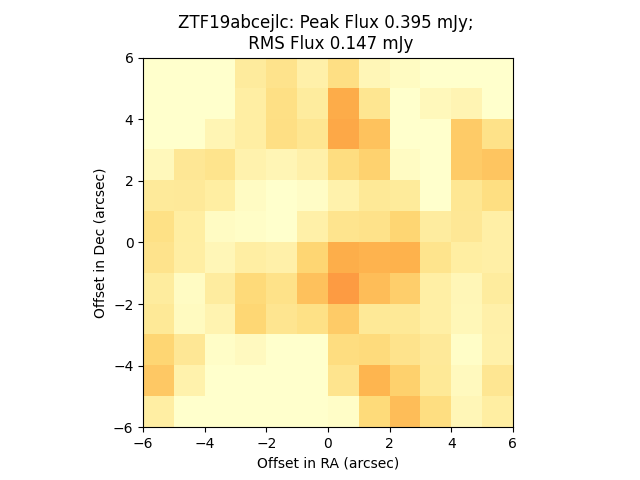 ZTF19abcejlc: Peak Flux 0.395 mJy;
RMS Flux 0.147 mJy
6
4
2
0
−2
−4
−6
Offset in Dec (arcsec)
−6 −4 −2 0 2 4 6
Offset in RA (arcsec)